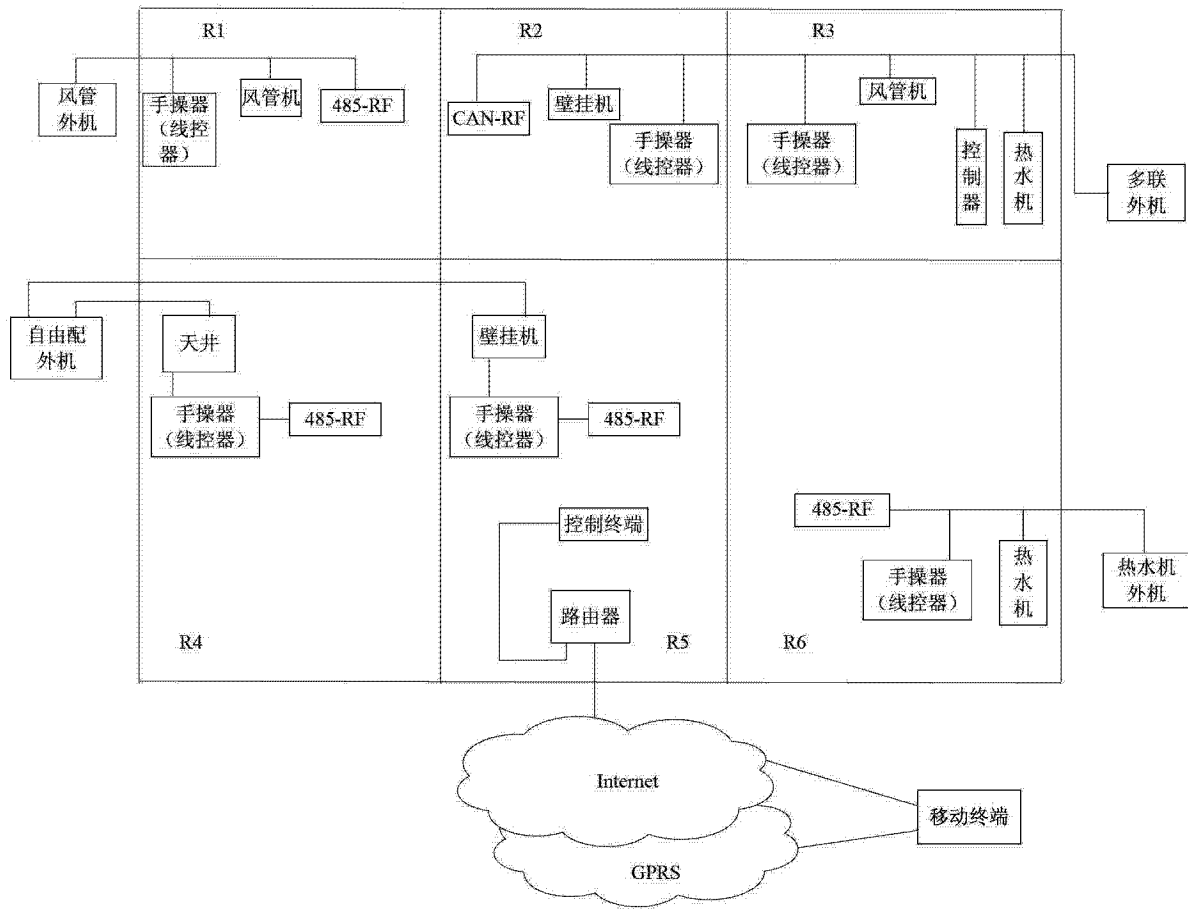 R1
R2
R3
风管
外机
手操器
（线控
器）
风管机
485-RF
CAN-RF
壁挂机
手操器
（线控器）
手操器
（线控器）
风管机
控
制
器
热
水
机
多联
外机
自由配
外机
天井
手操器
（线控器）
485-RF
壁挂机
手操器
（线控器）
485-RF
控制终端
路由器
R4
R5
R6
485-RF
手操器
（线控器）
热
水
机
热水机
外机
Internet
GPRS
移动终端